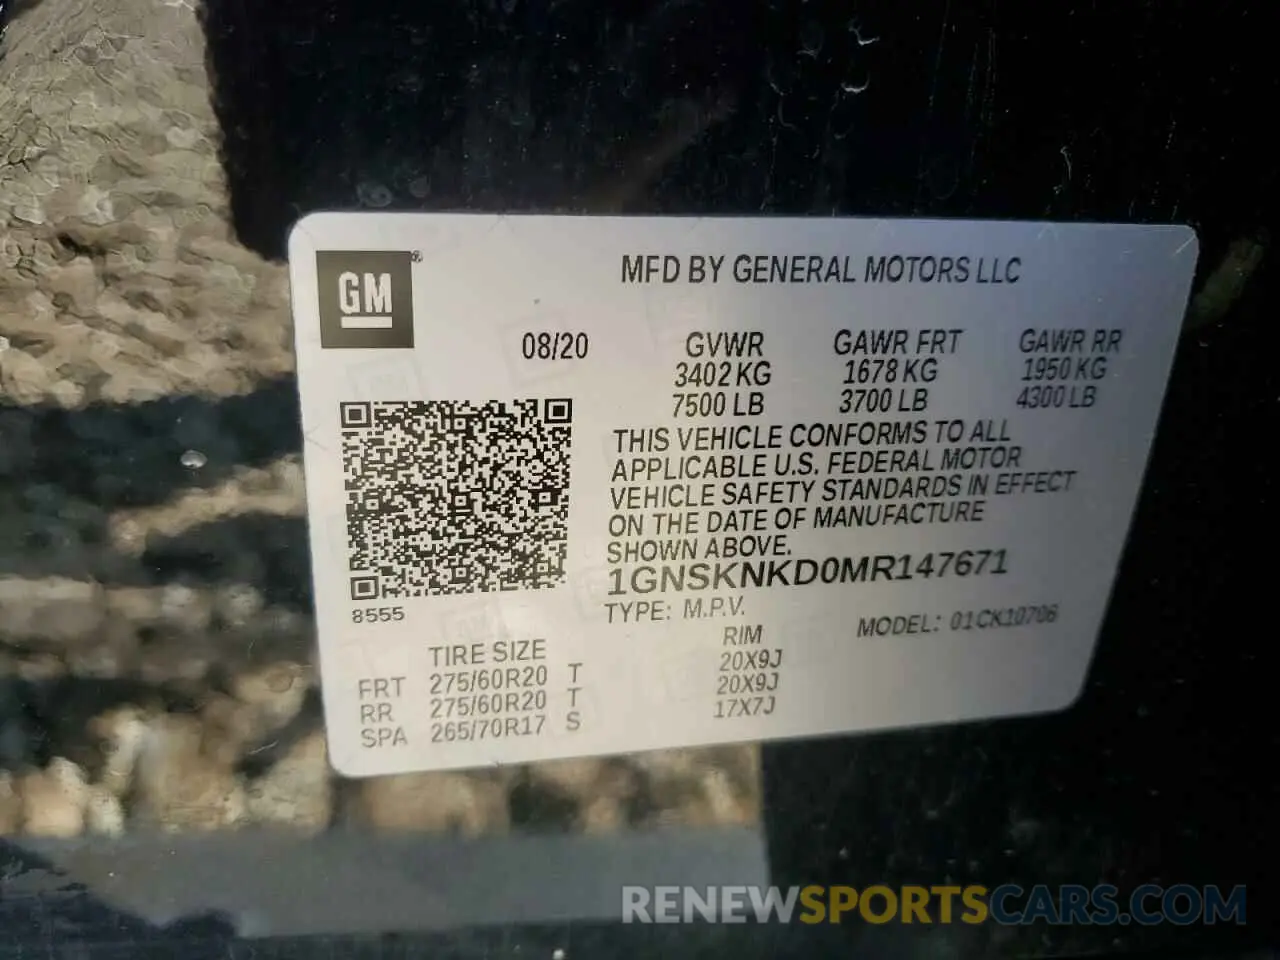 GM®
MFD BY GENERAL MOTORS LLC
08/20 GVWR GAWR FRT GAWR RR
3402 KG 1678 KG 1950 KG
7500 LB 3700 LB 4300 LB
THIS VEHICLE CONFORMS TO ALL
APPLICABLE U.S. FEDERAL MOTOR
VEHICLE SAFETY STANDARDS IN EFFECT
ON THE DATE OF MANUFACTURE
SHOWN ABOVE.
1GNSKNKD0MR147671
8555
TYPE: M.P.V. MODEL: 01CK10706
TIRE SIZE RIM
FRT 275/60R20 T 20X9J
RR 275/60R20 T 20X9J
SPA 265/70R17 S 17X7J
RENEWSPORTSCARS.COM